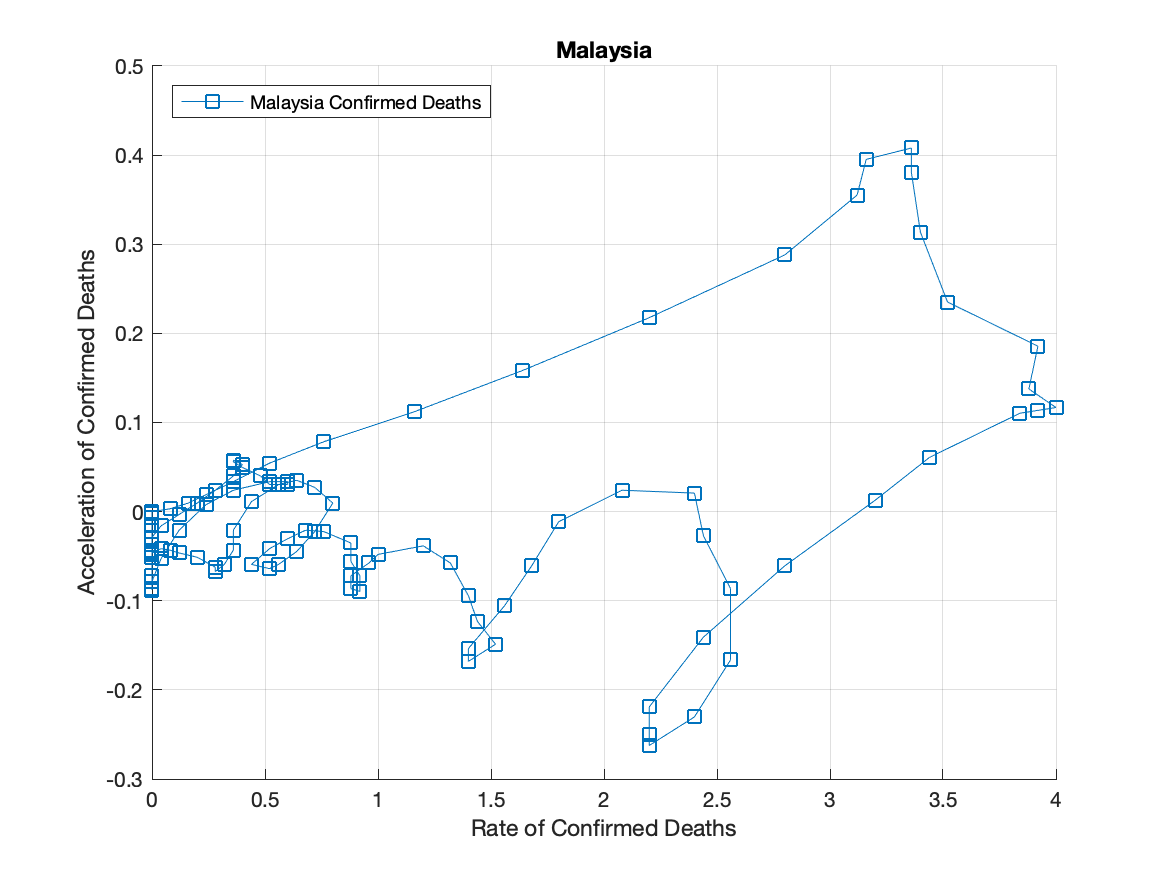 Malaysia
Malaysia Confirmed Deaths
Acceleration of Confirmed Deaths
0.5
0.4
0.3
0.2
0.1
0
-0.1
-0.2
-0.3
0 0.5 1 1.5 2 2.5 3 3.5 4
Rate of Confirmed Deaths